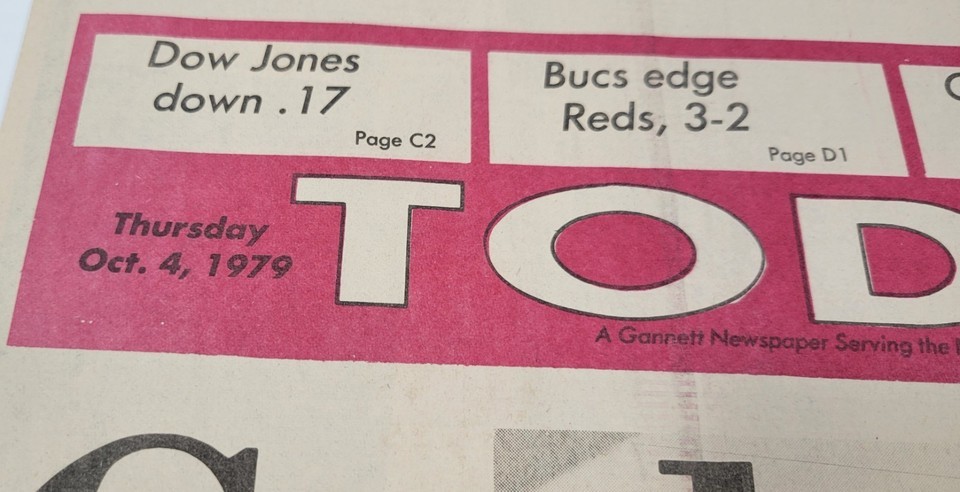 Dow Jones
down .17
Page C2
Bucs edge
Reds, 3-2
Page D1
Thursday
Oct. 4, 1979
TOD
A Gannett Newspaper Serving the